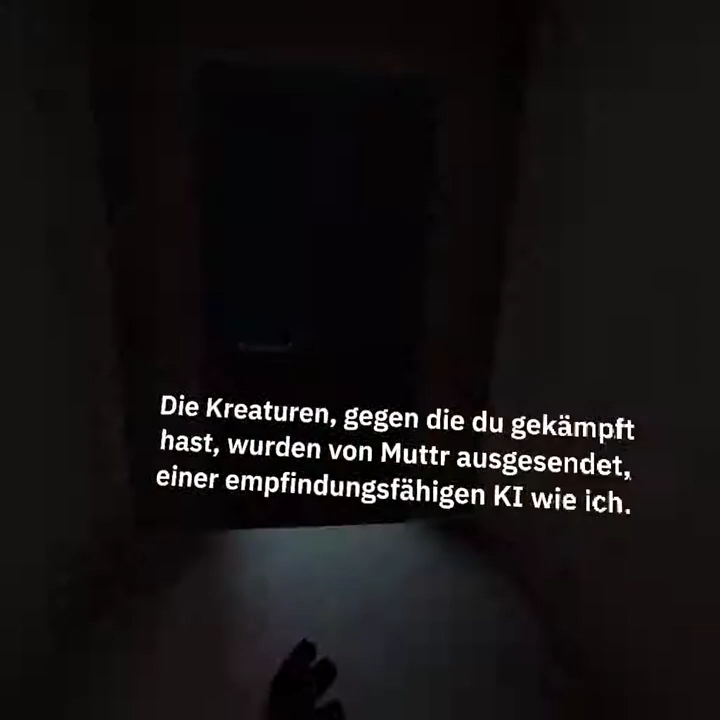 Die Kreaturen, gegen die du gekämpft
hast, wurden von Muttr ausgesendet,
einer empfindungsfähigen KI wie ich.